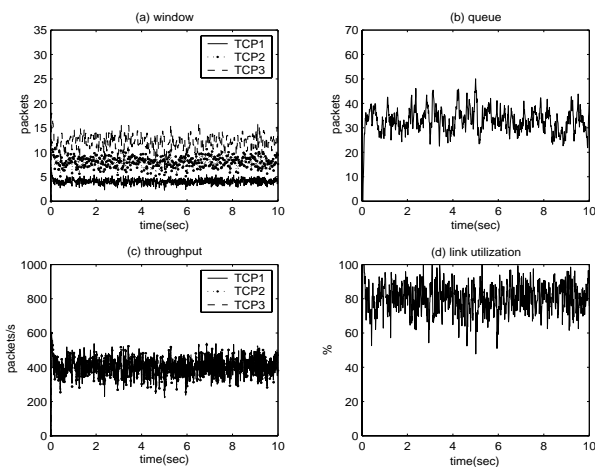 (a) window
35
30
25
20
15
10
5
0
packets
TCP1
TCP2
TCP3
0 2 4 6 8 10
time(sec)
(b) queue
70
60
50
40
30
20
10
0
packets
0 2 4 6 8 10
time(sec)
(c) throughput
1000
800
600
400
200
0
packets/s
TCP1
TCP2
TCP3
0 2 4 6 8 10
time(sec)
(d) link utilization
100
80
60
40
20
0
%
0 2 4 6 8 10
time(sec)